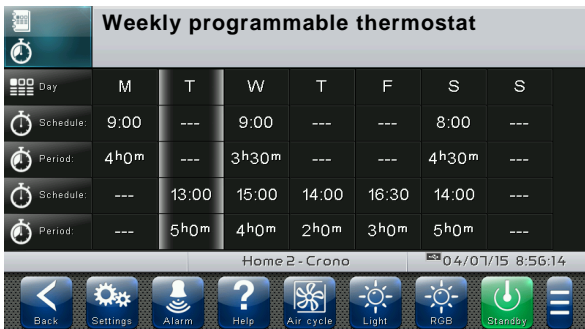 Weekly programmable thermostat
Day M T W T F S S
Schedule: 9:00 --- 9:00 --- --- 8:00 ---
Period: 4h0m --- 3h30m --- --- 4h30m ---
Schedule: --- 13:00 15:00 14:00 16:30 14:00 ---
Period: --- 5h0m 4h0m 2h0m 3h0m 5h0m ---
Home 2 - Crono 04/07/15 8:56:14
Back Settings Alarm Help Air cycle Light RGB Standby